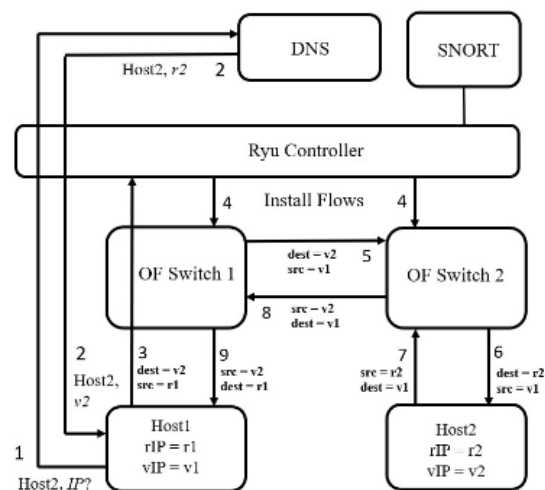 DNS
SNORT
Host2, r2
2
Ryu Controller
4
Install Flows
4
OF Switch 1
dest = v2
src = v1
5
OF Switch 2
8
src = v2
dest = v1
2
Host2,
v2
3
dest = v2
src = r1
9
src = v2
dest = r1
7
src = r2
dest = v1
6
dest = r2
src = v1
1
Host1
rIP = r1
vIP = v1
Host2
rIP = r2
vIP = v2
Host2, IP?